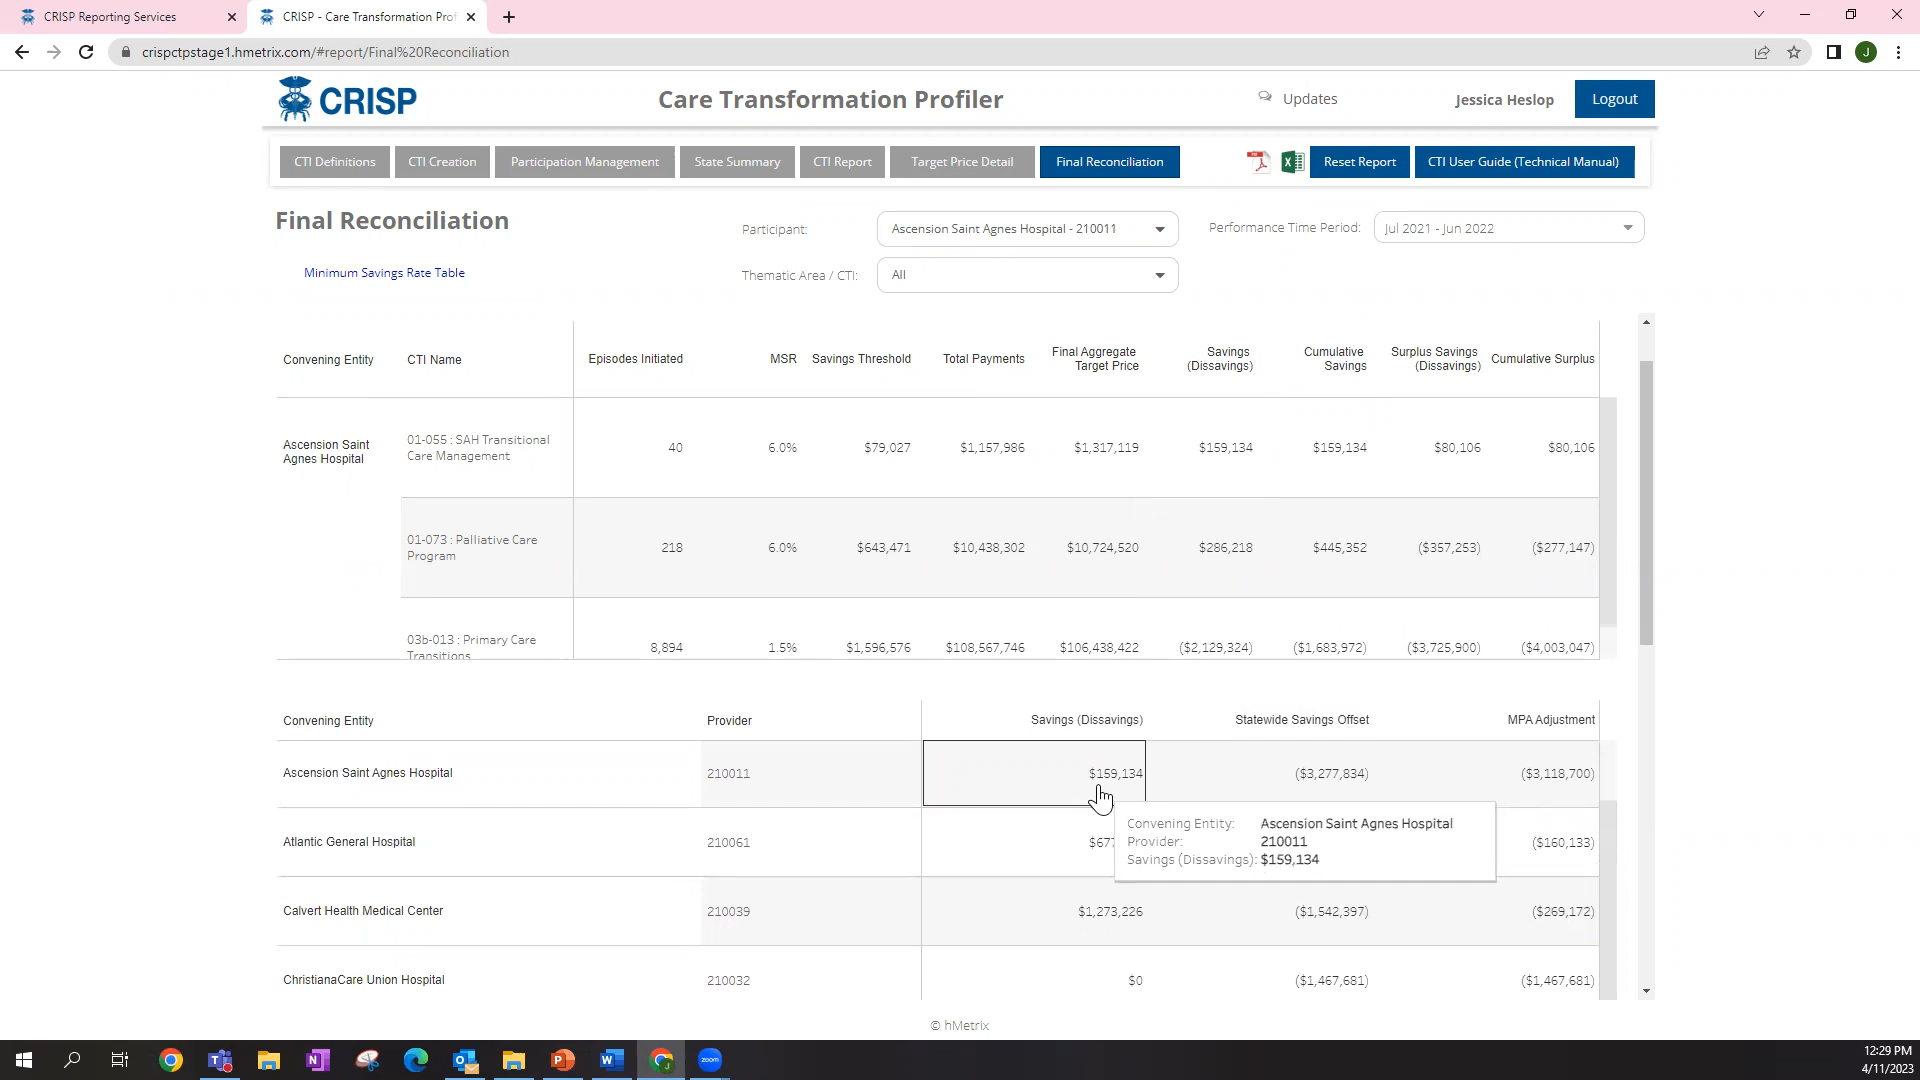 CRISP Reporting Services
CRISP - Care Transformation Prof
crispctpstage1.hmetrix.com/#report/Final%20Reconciliation
J
CRISP
Care Transformation Profiler
Updates
Jessica Heslop
Logout
CTI Definitions
CTI Creation
Participation Management
State Summary
CTI Report
Target Price Detail
Final Reconciliation
Reset Report
CTI User Guide (Technical Manual)
Final Reconciliation
Participant:
Ascension Saint Agnes Hospital - 210011
Performance Time Period:
Jul 2021 - Jun 2022
Minimum Savings Rate Table
Thematic Area / CTI:
All
Convening Entity
CTI Name
Episodes Initiated
MSR
Savings Threshold
Total Payments
Final Aggregate
Target Price
Savings
(Dissavings)
Cumulative
Savings
Surplus Savings
(Dissavings)
Cumulative Surplus
Ascension Saint
Agnes Hospital
01-055 : SAH Transitional
Care Management
40
6.0%
$79,027
$1,157,986
$1,317,119
$159,134
$159,134
$80,106
$80,106
01-073 : Palliative Care
Program
218
6.0%
$643,471
$10,438,302
$10,724,520
$286,218
$445,352
($357,253)
($277,147)
03b-013 : Primary Care
Transitions
8,894
1.5%
$1,596,576
$108,567,746
$106,438,422
($2,129,324)
($1,683,972)
($3,725,900)
($4,003,047)
Convening Entity
Provider
Savings (Dissavings)
Statewide Savings Offset
MPA Adjustment
Ascension Saint Agnes Hospital
210011
$159,134
($3,277,834)
($3,118,700)
Convening Entity: Ascension Saint Agnes Hospital
Provider: 210011
Savings (Dissavings): $159,134
Atlantic General Hospital
210061
$677
($160,133)
Calvert Health Medical Center
210039
$1,273,226
($1,542,397)
($269,172)
ChristianaCare Union Hospital
210032
$0
($1,467,681)
($1,467,681)
© hMetrix
zoom
12:29 PM
4/11/2023